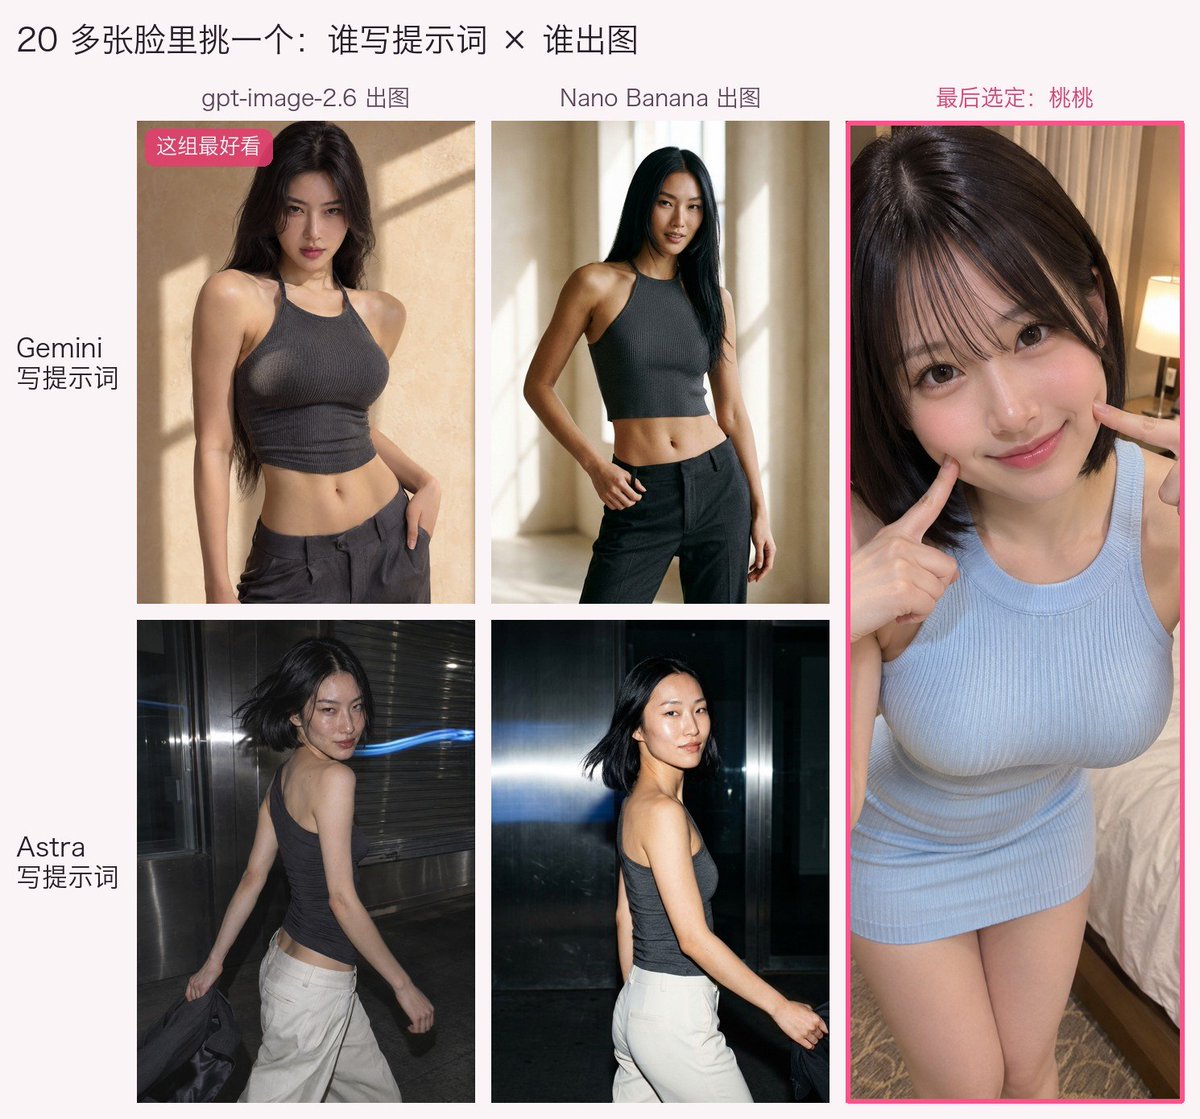 20 多张脸里挑一个：谁写提示词 × 谁出图
gpt-image-2.6 出图
Nano Banana 出图
最后选定：桃桃
这组最好看
Gemini
写提示词
Astra
写提示词